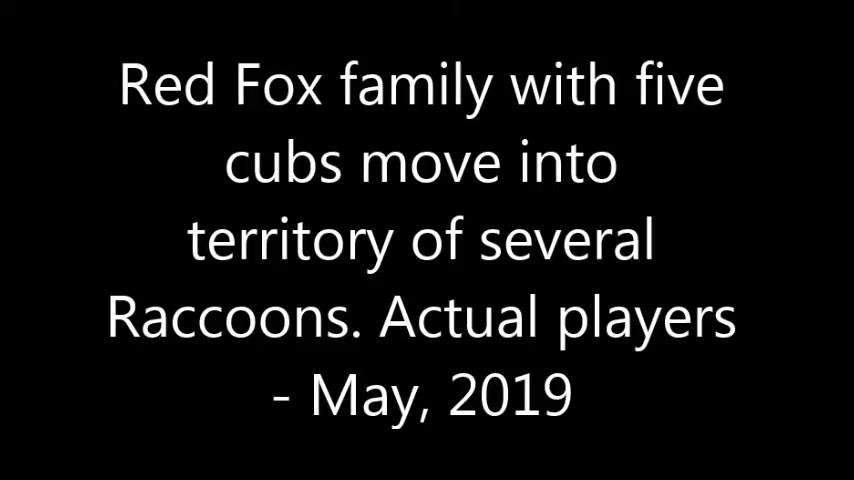 Red Fox family with five
cubs move into
territory of several
Raccoons. Actual players
- May, 2019